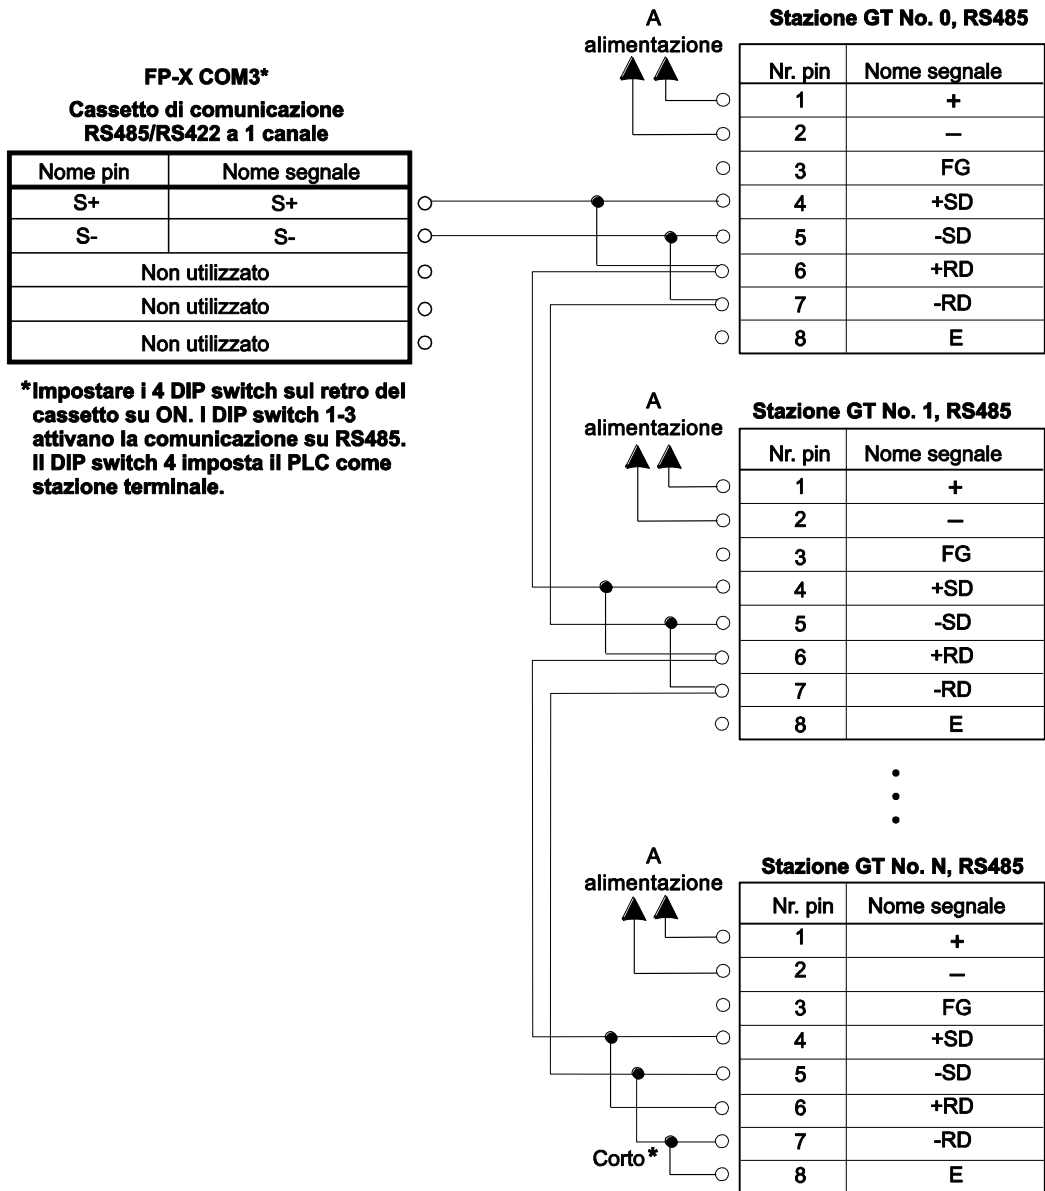 FP-X COM3*
Cassetto di comunicazione
RS485/RS422 a 1 canale
Nome pin Nome segnale
S+ S+
S- S-
Non utilizzato
Non utilizzato
Non utilizzato
*Impostare i 4 DIP switch sul retro del
cassetto su ON. I DIP switch 1-3
attivano la comunicazione su RS485.
Il DIP switch 4 imposta il PLC come
stazione terminale.
A
alimentazione
Stazione GT No. 0, RS485
Nr. pin Nome segnale
1 +
2 –
3 FG
4 +SD
5 -SD
6 +RD
7 -RD
8 E
A
alimentazione
Stazione GT No. 1, RS485
Nr. pin Nome segnale
1 +
2 –
3 FG
4 +SD
5 -SD
6 +RD
7 -RD
8 E
A
alimentazione
Stazione GT No. N, RS485
Nr. pin Nome segnale
1 +
2 –
3 FG
4 +SD
5 -SD
6 +RD
7 -RD
Corto*
8 E